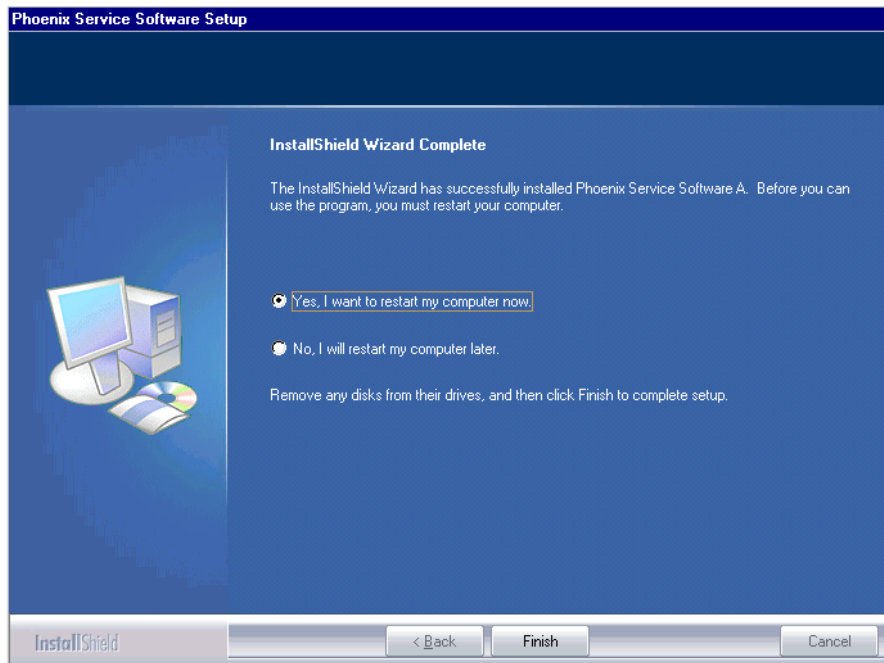 Phoenix Service Software Setup
InstallShield Wizard Complete
The InstallShield Wizard has successfully installed Phoenix Service Software A.  Before you can
use the program, you must restart your computer.
Yes, I want to restart my computer now.
No, I will restart my computer later.
Remove any disks from their drives, and then click Finish to complete setup.
InstallShield
< Back
Finish
Cancel